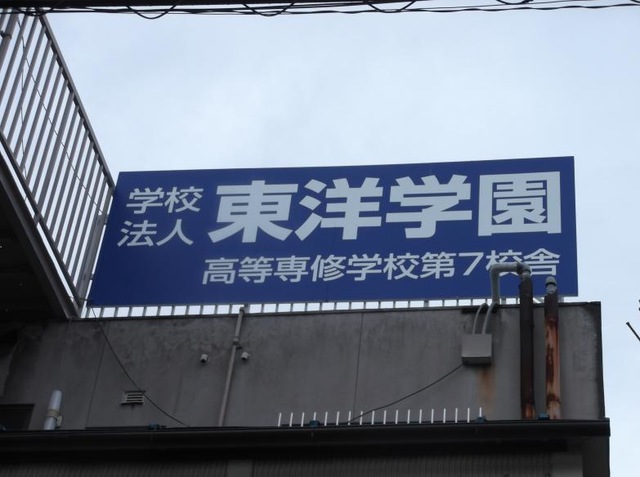 学校法人 東洋学園
高等専修学校第7校舎